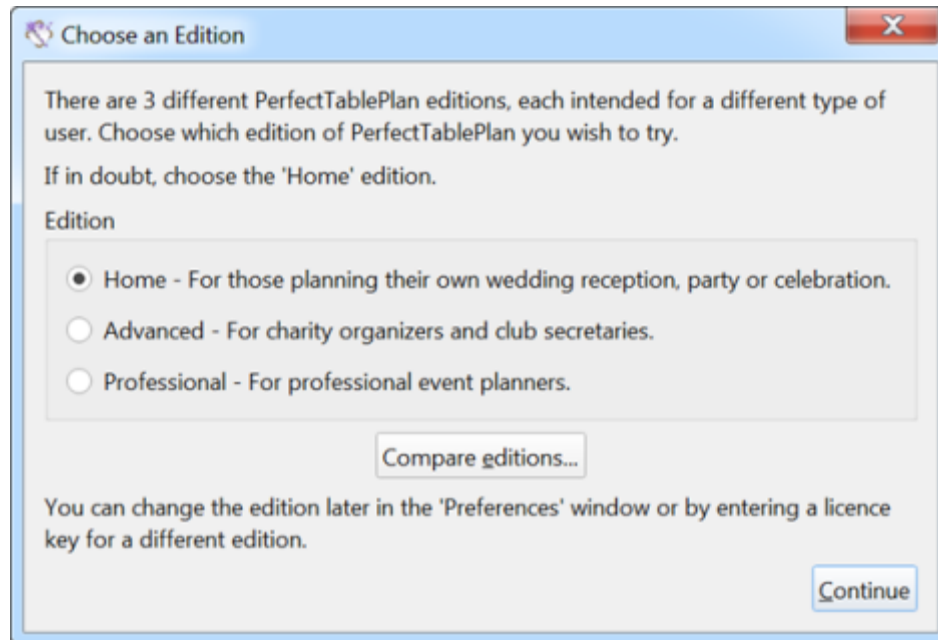 Choose an Edition
There are 3 different PerfectTablePlan editions, each intended for a different type of
user. Choose which edition of PerfectTablePlan you wish to try.
If in doubt, choose the 'Home' edition.
Edition
Home - For those planning their own wedding reception, party or celebration.
Advanced - For charity organizers and club secretaries.
Professional - For professional event planners.
Compare editions...
You can change the edition later in the 'Preferences' window or by entering a licence
key for a different edition.
Continue